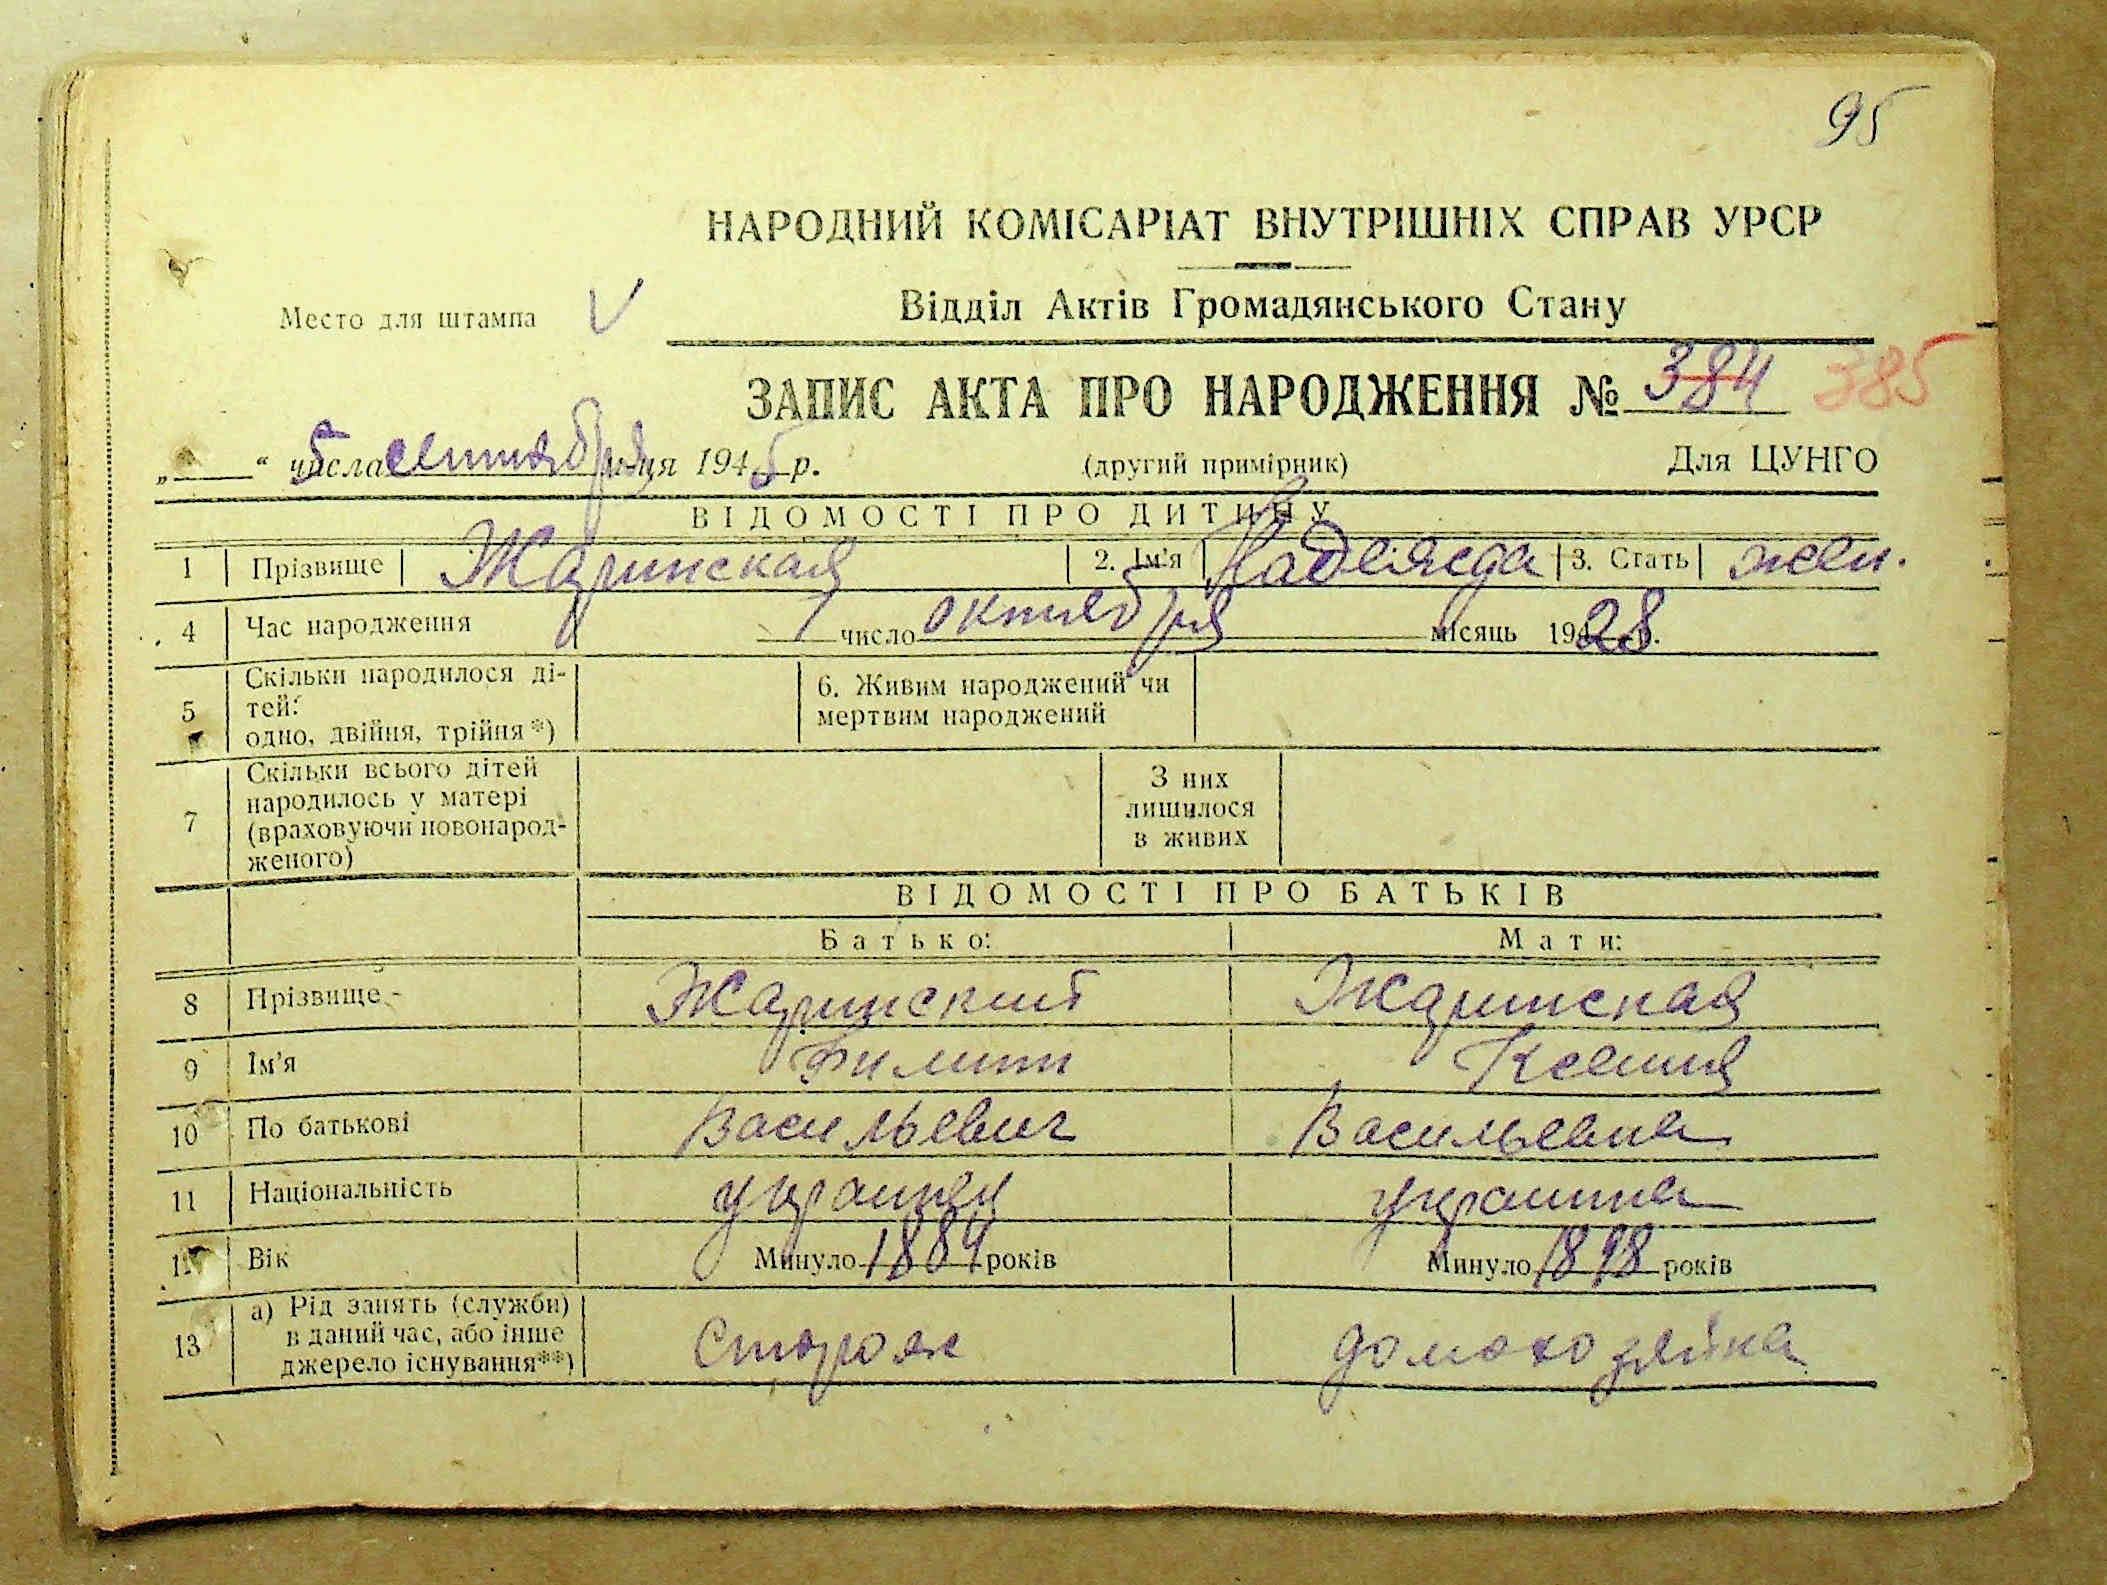 95
НАРОДНИЙ КОМІСАРІАТ ВНУТРІШНІХ СПРАВ УРСР
Место для штампа V Відділ Актів Громадянського Стану
ЗАПИС АКТА ПРО НАРОДЖЕННЯ № 384 385
„ “ 5 числа сентября м-ця 1945 р. (другий примірник) Для ЦУНГО
ВІДОМОСТІ ПРО ДИТИНУ
1 Прізвище Жаринская 2. Ім'я Надежда 3. Стать жен.
4 Час народження 7 число октября місяць 1928 р.
5 Скільки народилося ді-
тей:
одно, двійня, трійня *)
6. Живим народжений чи
мертвим народжений
7 Скільки всього дітей
народилось у матері
(враховуючи новонарод-
женого)
З них
лишилося
в живих
ВІДОМОСТІ ПРО БАТЬКІВ
Батько: Мати:
8 Прізвище Жаринский Жаринская
9 Ім'я Филипп Ксения
10 По батькові Васильевич Васильевна
11 Національність украинец украинка
12 Вік Минуло 1884 років Минуло 1898 років
13 а) Рід занять (служби)
в даний час, або інше
джерело існування**)
Сторож домохозяйка